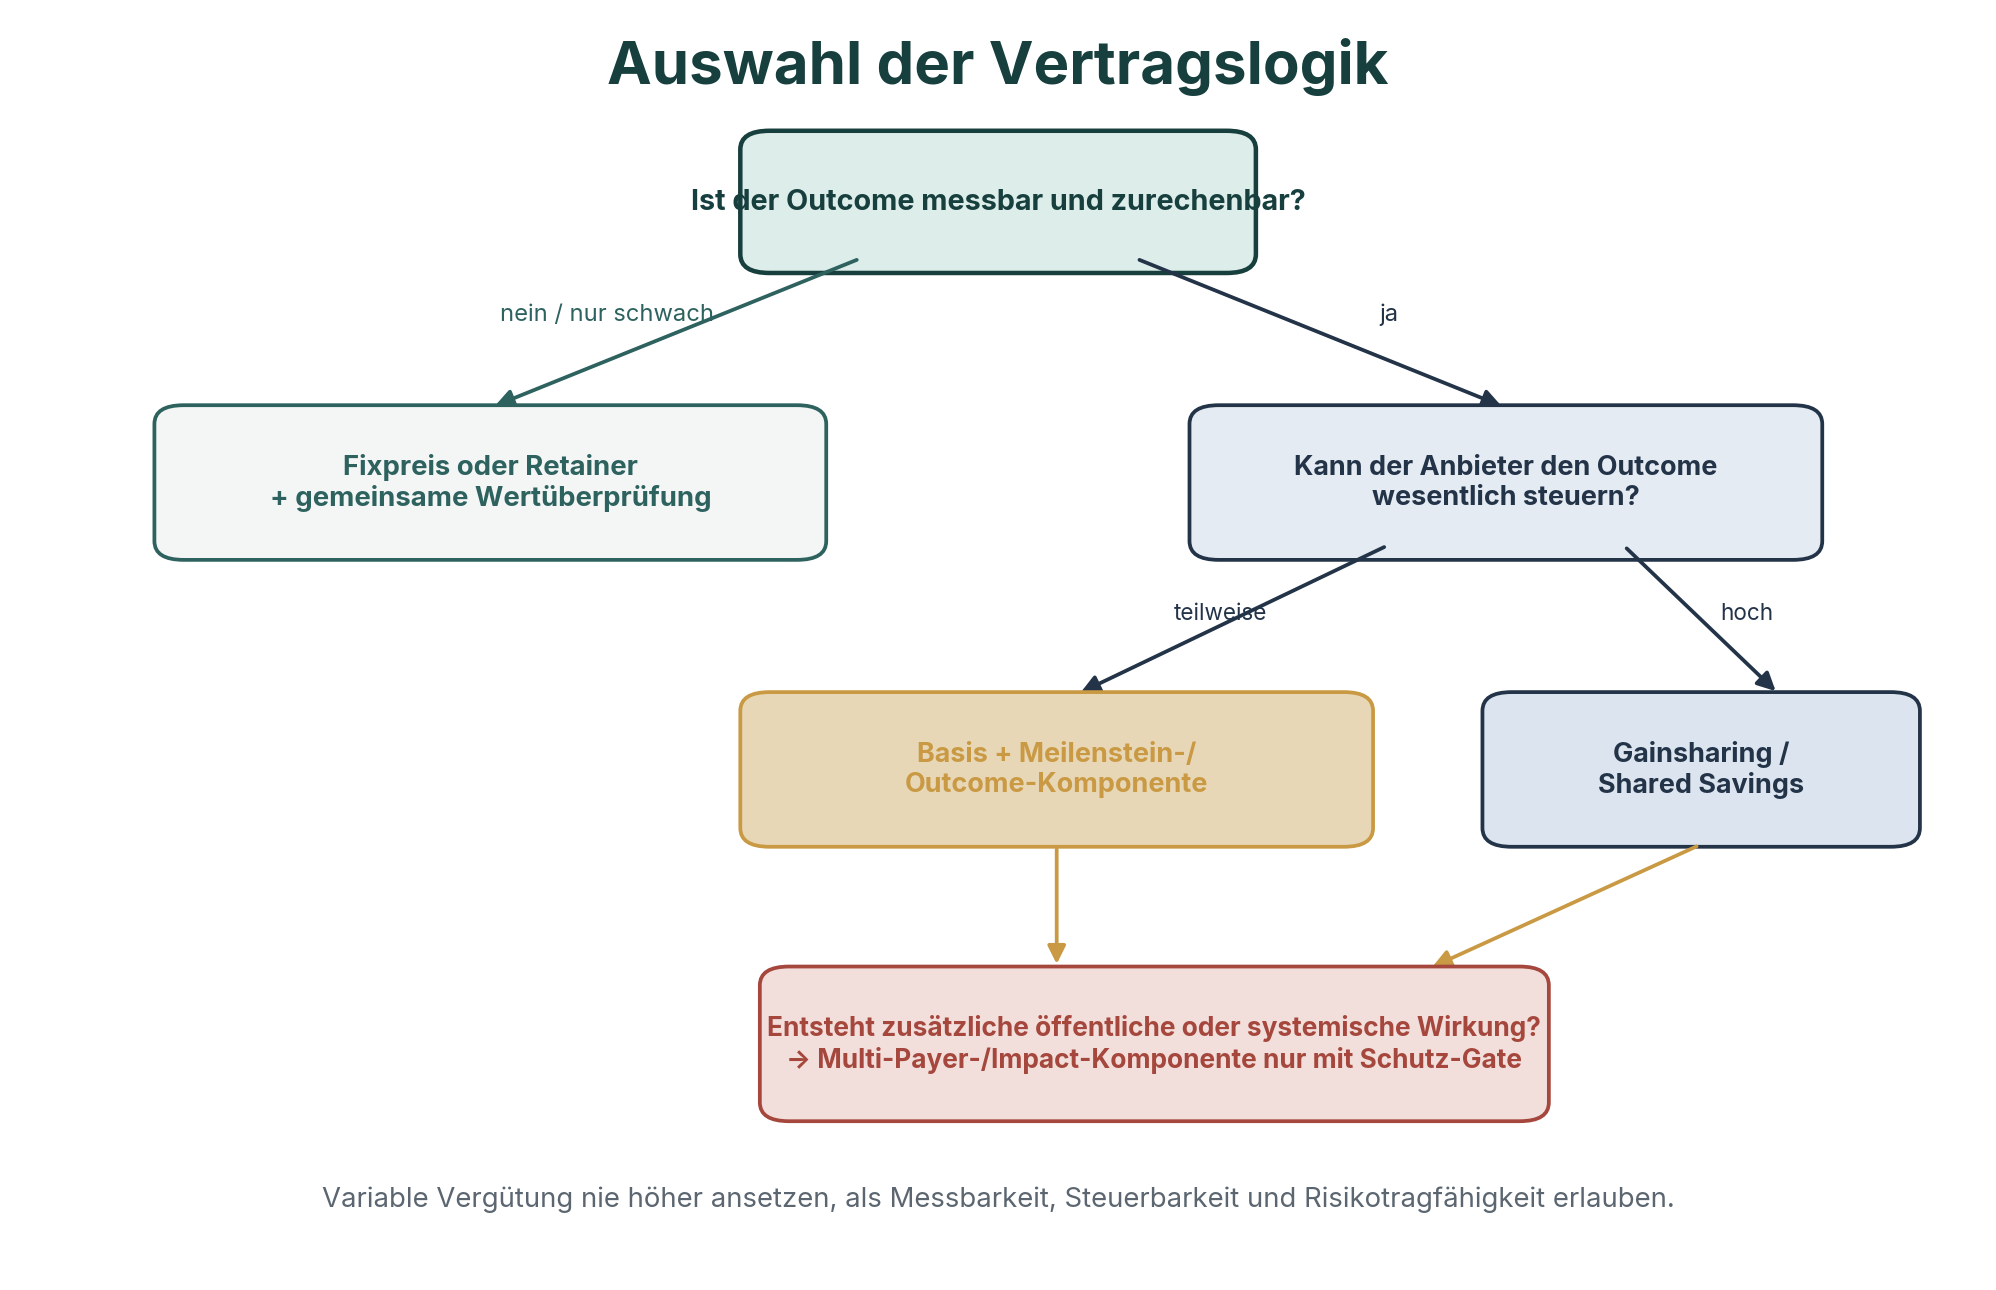 Auswahl der Vertragslogik
Ist der Outcome messbar und zurechenbar?
nein / nur schwach
ja
Fixpreis oder Retainer
+ gemeinsame Wertüberprüfung
Kann der Anbieter den Outcome
wesentlich steuern?
teilweise
hoch
Basis + Meilenstein-/
Outcome-Komponente
Gainsharing /
Shared Savings
Entsteht zusätzliche öffentliche oder systemische Wirkung?
→ Multi-Payer-/Impact-Komponente nur mit Schutz-Gate
Variable Vergütung nie höher ansetzen, als Messbarkeit, Steuerbarkeit und Risikotragfähigkeit erlauben.